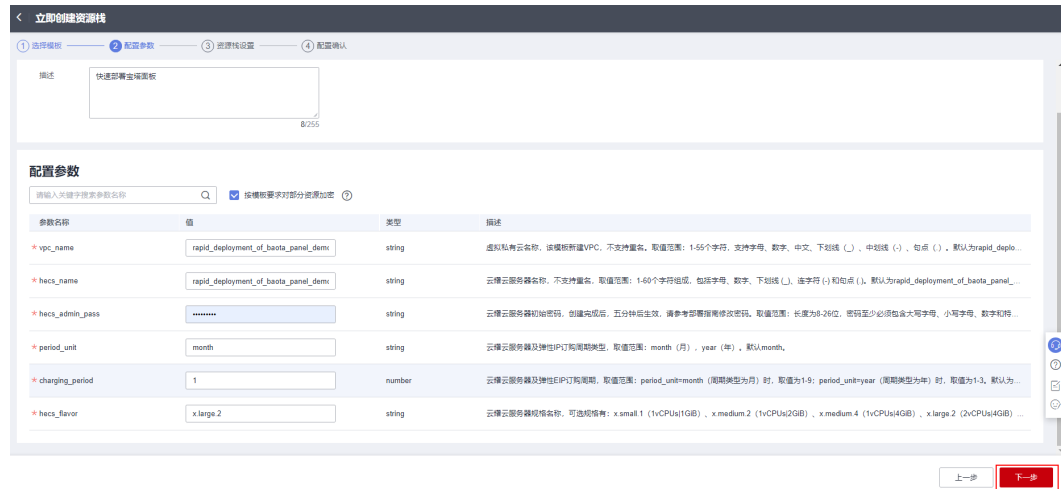 < 立即创建资源栈
1 选择模板 2 配置参数 3 资源栈设置 4 配置确认
描述 快速部署宝塔面板
8/255
配置参数
请输入关键字搜索参数名称 按模板要求对部分资源加密
参数名称 值 类型 描述
* vpc_name rapid_deployment_of_baota_panel_demo string 虚拟私有云名称，该模板新建VPC，不支持重名。取值范围：1-55个字符，支持字母、数字、中文、下划线（_）、中划线（-）、句点（.）。默认为rapid_deplo...
* hecs_name rapid_deployment_of_baota_panel_demo string 云耀云服务器名称，不支持重名。取值范围：1-60个字符组成，包括字母、数字、下划线 (_)、连字符 (-) 和句点 (.)。默认为rapid_deployment_of_baota_panel_...
* hecs_admin_pass ········· string 云耀云服务器初始密码，创建完成后，五分钟后生效，请参考部署指南修改密码。取值范围：长度为8-26位，密码至少必须包含大写字母、小写字母、数字和特...
* period_unit month string 云耀云服务器及弹性IP订购周期类型，取值范围：month（月），year（年）。默认month。
* charging_period 1 number 云耀云服务器及弹性EIP订购周期，取值范围：period_unit=month（周期类型为月）时，取值为1-9；period_unit=year（周期类型为年）时，取值为1-3。默认为...
* hecs_flavor x.large.2 string 云耀云服务器规格名称，可选规格有：x.small.1（1vCPUs|1GiB）、x.medium.2（1vCPUs|2GiB）、x.medium.4（1vCPUs|4GiB）、x.large.2（2vCPUs|4GiB）...
上一步 下一步